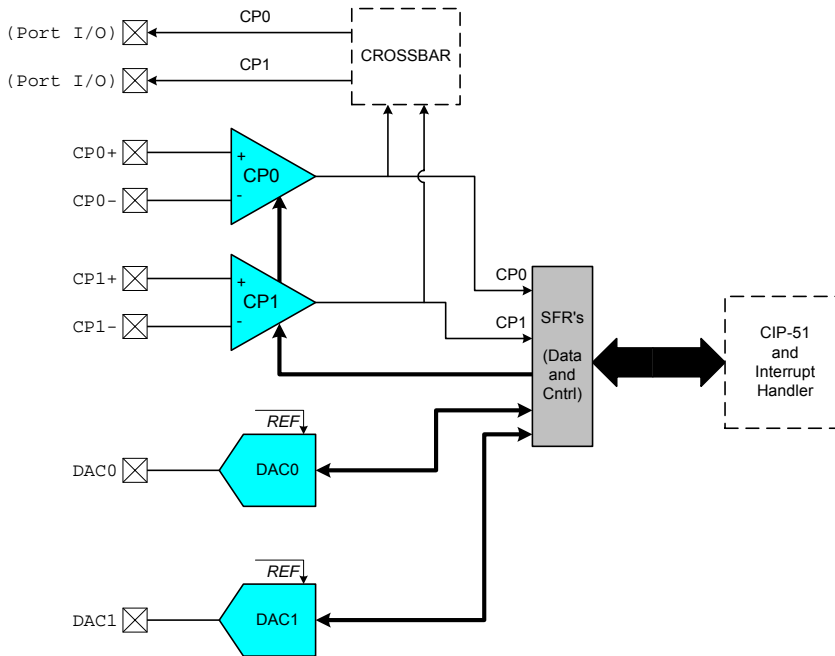 (Port I/O)
CP0
(Port I/O)
CP1
CROSSBAR
CP0+
+
CP0
CP0-
-
CP1+
+
CP1
CP1-
-
CP0
CP1
SFR's
(Data
and
Cntrl)
CIP-51
and
Interrupt
Handler
REF
DAC0
DAC0
REF
DAC1
DAC1